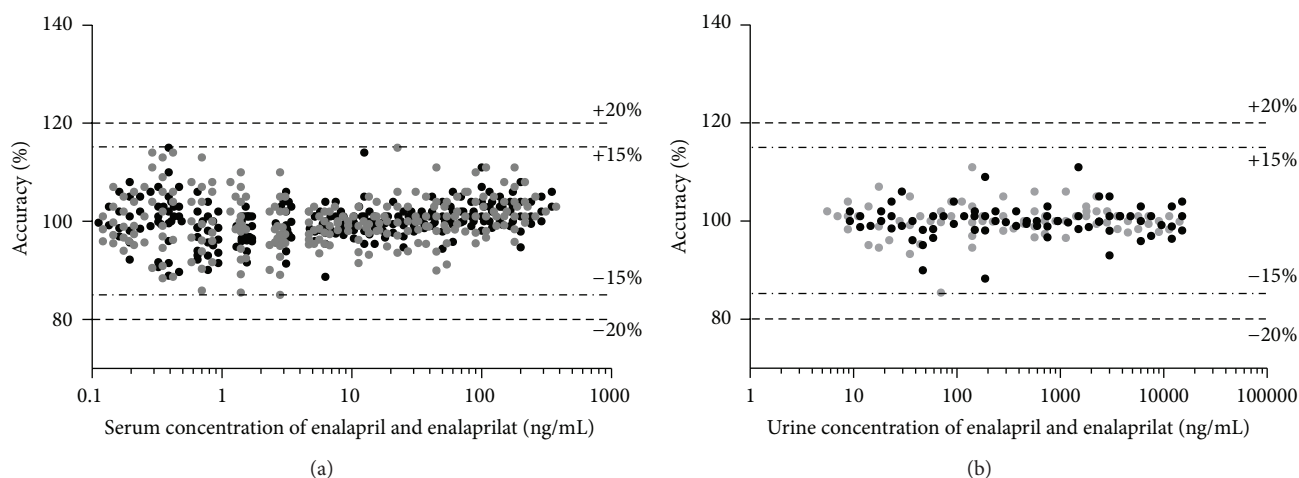 140
120
100
80
Accuracy (%)
+20%
+15%
−15%
−20%
0.1 1 10 100 1000
Serum concentration of enalapril and enalaprilat (ng/mL)
(a)
140
120
100
80
Accuracy (%)
+20%
+15%
−15%
−20%
1 10 100 1000 10000 100000
Urine concentration of enalapril and enalaprilat (ng/mL)
(b)